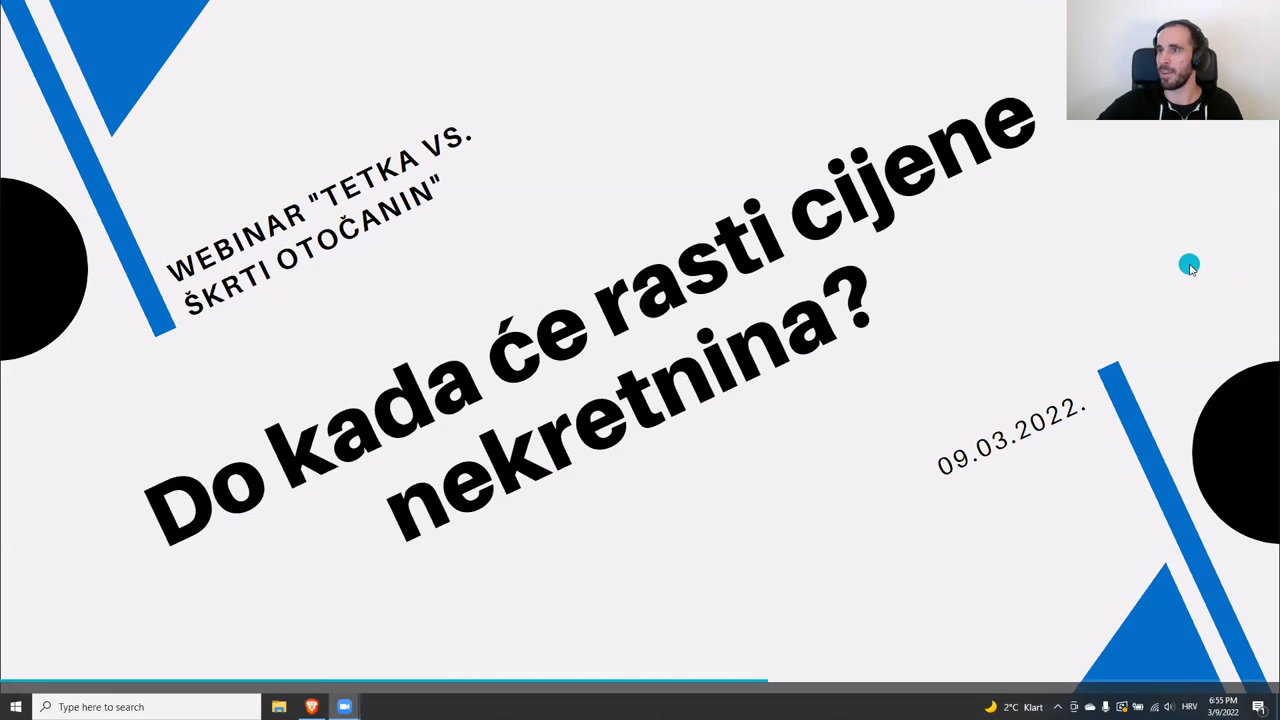 WEBINAR "TETKA VS.
ŠKRTI OTOČANIN"
Do kada će rasti cijene
nekretnina?
09.03.2022.
Type here to search
2°C Klart
HRV
6:55 PM
3/9/2022
1